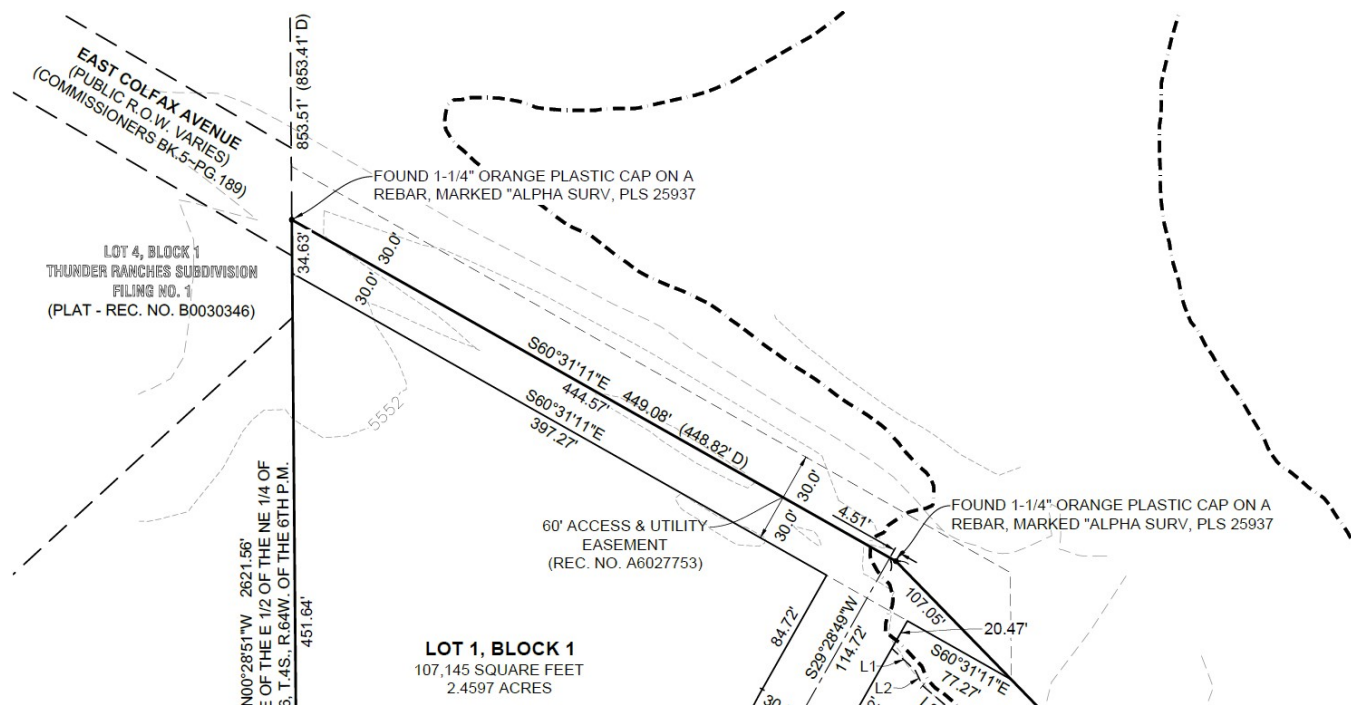 EAST COLFAX AVENUE
(PUBLIC R.O.W. VARIES)
(COMMISSIONERS BK.5~PG.189)
853.51' (853.41' D)
FOUND 1-1/4" ORANGE PLASTIC CAP ON A
REBAR, MARKED "ALPHA SURV, PLS 25937
LOT 4, BLOCK 1
THUNDER RANCHES SUBDIVISION
FILING NO. 1
(PLAT - REC. NO. B0030346)
34.63'
30.0'
30.0'
S60°31'11"E 449.08' (448.82' D)
444.57'
S60°31'11"E
397.27'
5552'
30.0'
30.0'
4.51'
60' ACCESS & UTILITY
EASEMENT
(REC. NO. A6027753)
FOUND 1-1/4" ORANGE PLASTIC CAP ON A
REBAR, MARKED "ALPHA SURV, PLS 25937
N00°28'51"W 2621.56'
E OF THE E 1/2 OF THE NE 1/4 OF
T.4S., R.64W. OF THE 6TH P.M.
451.64'
LOT 1, BLOCK 1
107,145 SQUARE FEET
2.4597 ACRES
84.72'
S29°28'49"W
114.72'
107.05'
20.47'
S60°31'11"E
77.27'
L1
L2